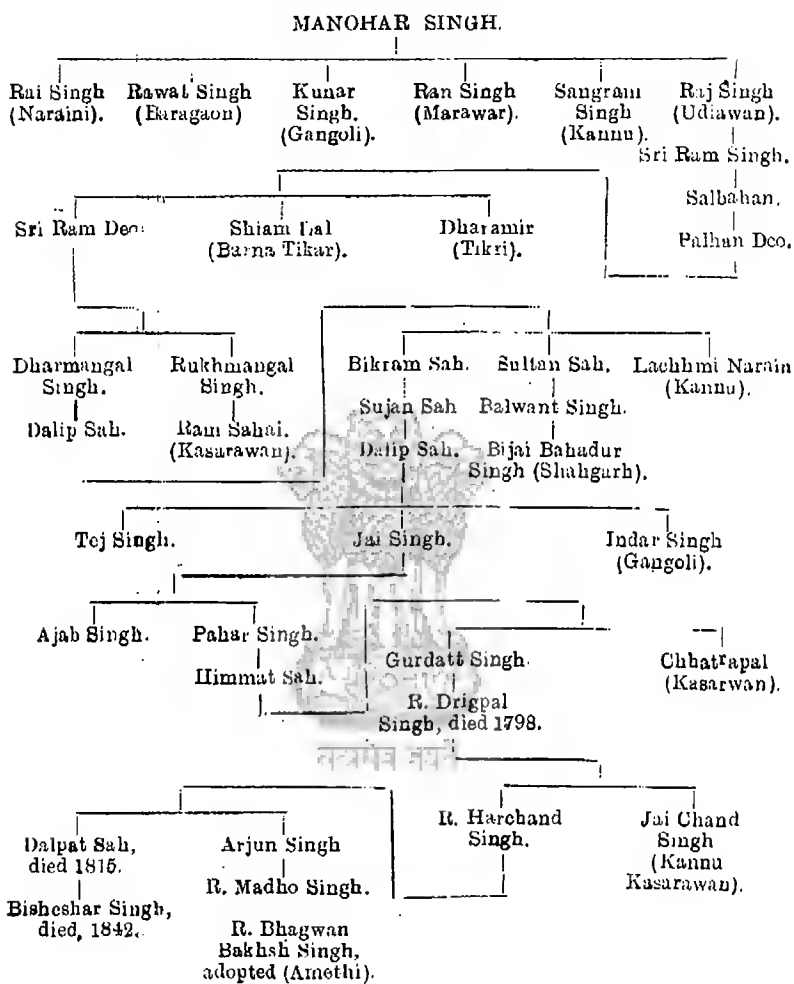 MANOHAR SINGH.
Rai Singh
(Naraini).
Rawat Singh
(Baragaon)
Kunar
Singh.
(Gangoli).
Ran Singh
(Marawar).
Sangram
Singh
(Kannu).
Raj Singh
(Udiawan).
Sri Ram Singh.
Salbahan.
Palhan Deo.
Sri Ram Deo.
Shiam Lal
(Barna Tikar).
Dharamir
(Tikri).
Dharmangal
Singh.
Dalip Sah.
Rukhmangal
Singh.
Ram Sahai.
(Kasarawan).
Bikram Sah.
Sujan Sah
Dalip Sah.
Sultan Sah.
Balwant Singh.
Bijai Bahadur
Singh (Shahgarh).
Lachhmi Narain
(Kannu).
Tej Singh.
Jai Singh.
Indar Singh
(Gangoli).
Ajab Singh.
Pahar Singh.
Himmat Sah.
Gurdatt Singh.
R. Drigpal
Singh, died 1798.
Chhatrapal
(Kasarwan).
सत्यमेव जयते
Dalpat Sah,
died 1815.
Bisheshar Singh,
died, 1842.
Arjun Singh
R. Madho Singh.
R. Bhagwan
Bakhsh Singh,
adopted (Amethi).
R. Harchand
Singh.
Jai Chand
Singh
(Kannu
Kasarawan).